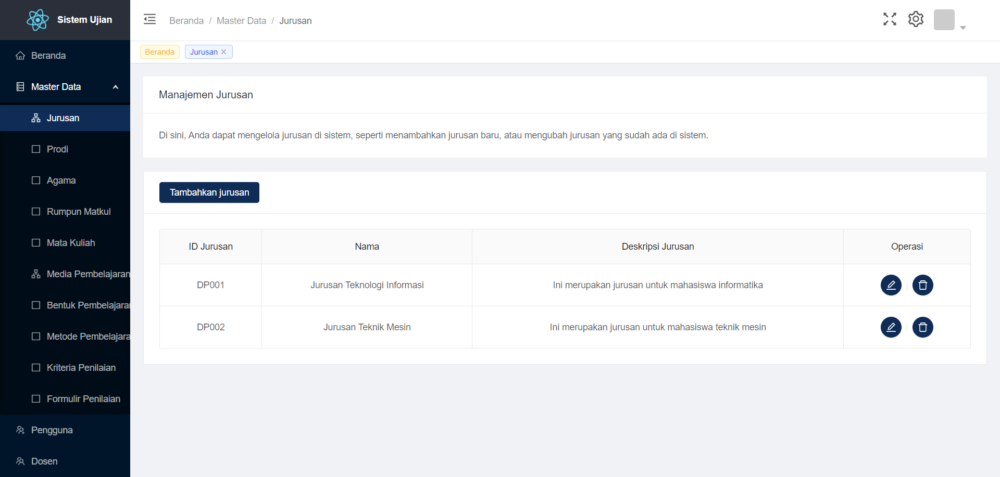 Sistem Ujian
Beranda / Master Data / Jurusan
Beranda
Jurusan
Beranda
Master Data
Jurusan
Prodi
Agama
Rumpun Matkul
Mata Kuliah
Media Pembelajaran
Bentuk Pembelajaran
Metode Pembelajara
Kriteria Penilaian
Formulir Penilaian
Pengguna
Dosen
Manajemen Jurusan
Di sini, Anda dapat mengelola jurusan di sistem, seperti menambahkan jurusan baru, atau mengubah jurusan yang sudah ada di sistem.
Tambahkan jurusan
ID Jurusan Nama Deskripsi Jurusan Operasi
DP001 Jurusan Teknologi Informasi Ini merupakan jurusan untuk mahasiswa informatika
DP002 Jurusan Teknik Mesin Ini merupakan jurusan untuk mahasiswa teknik mesin